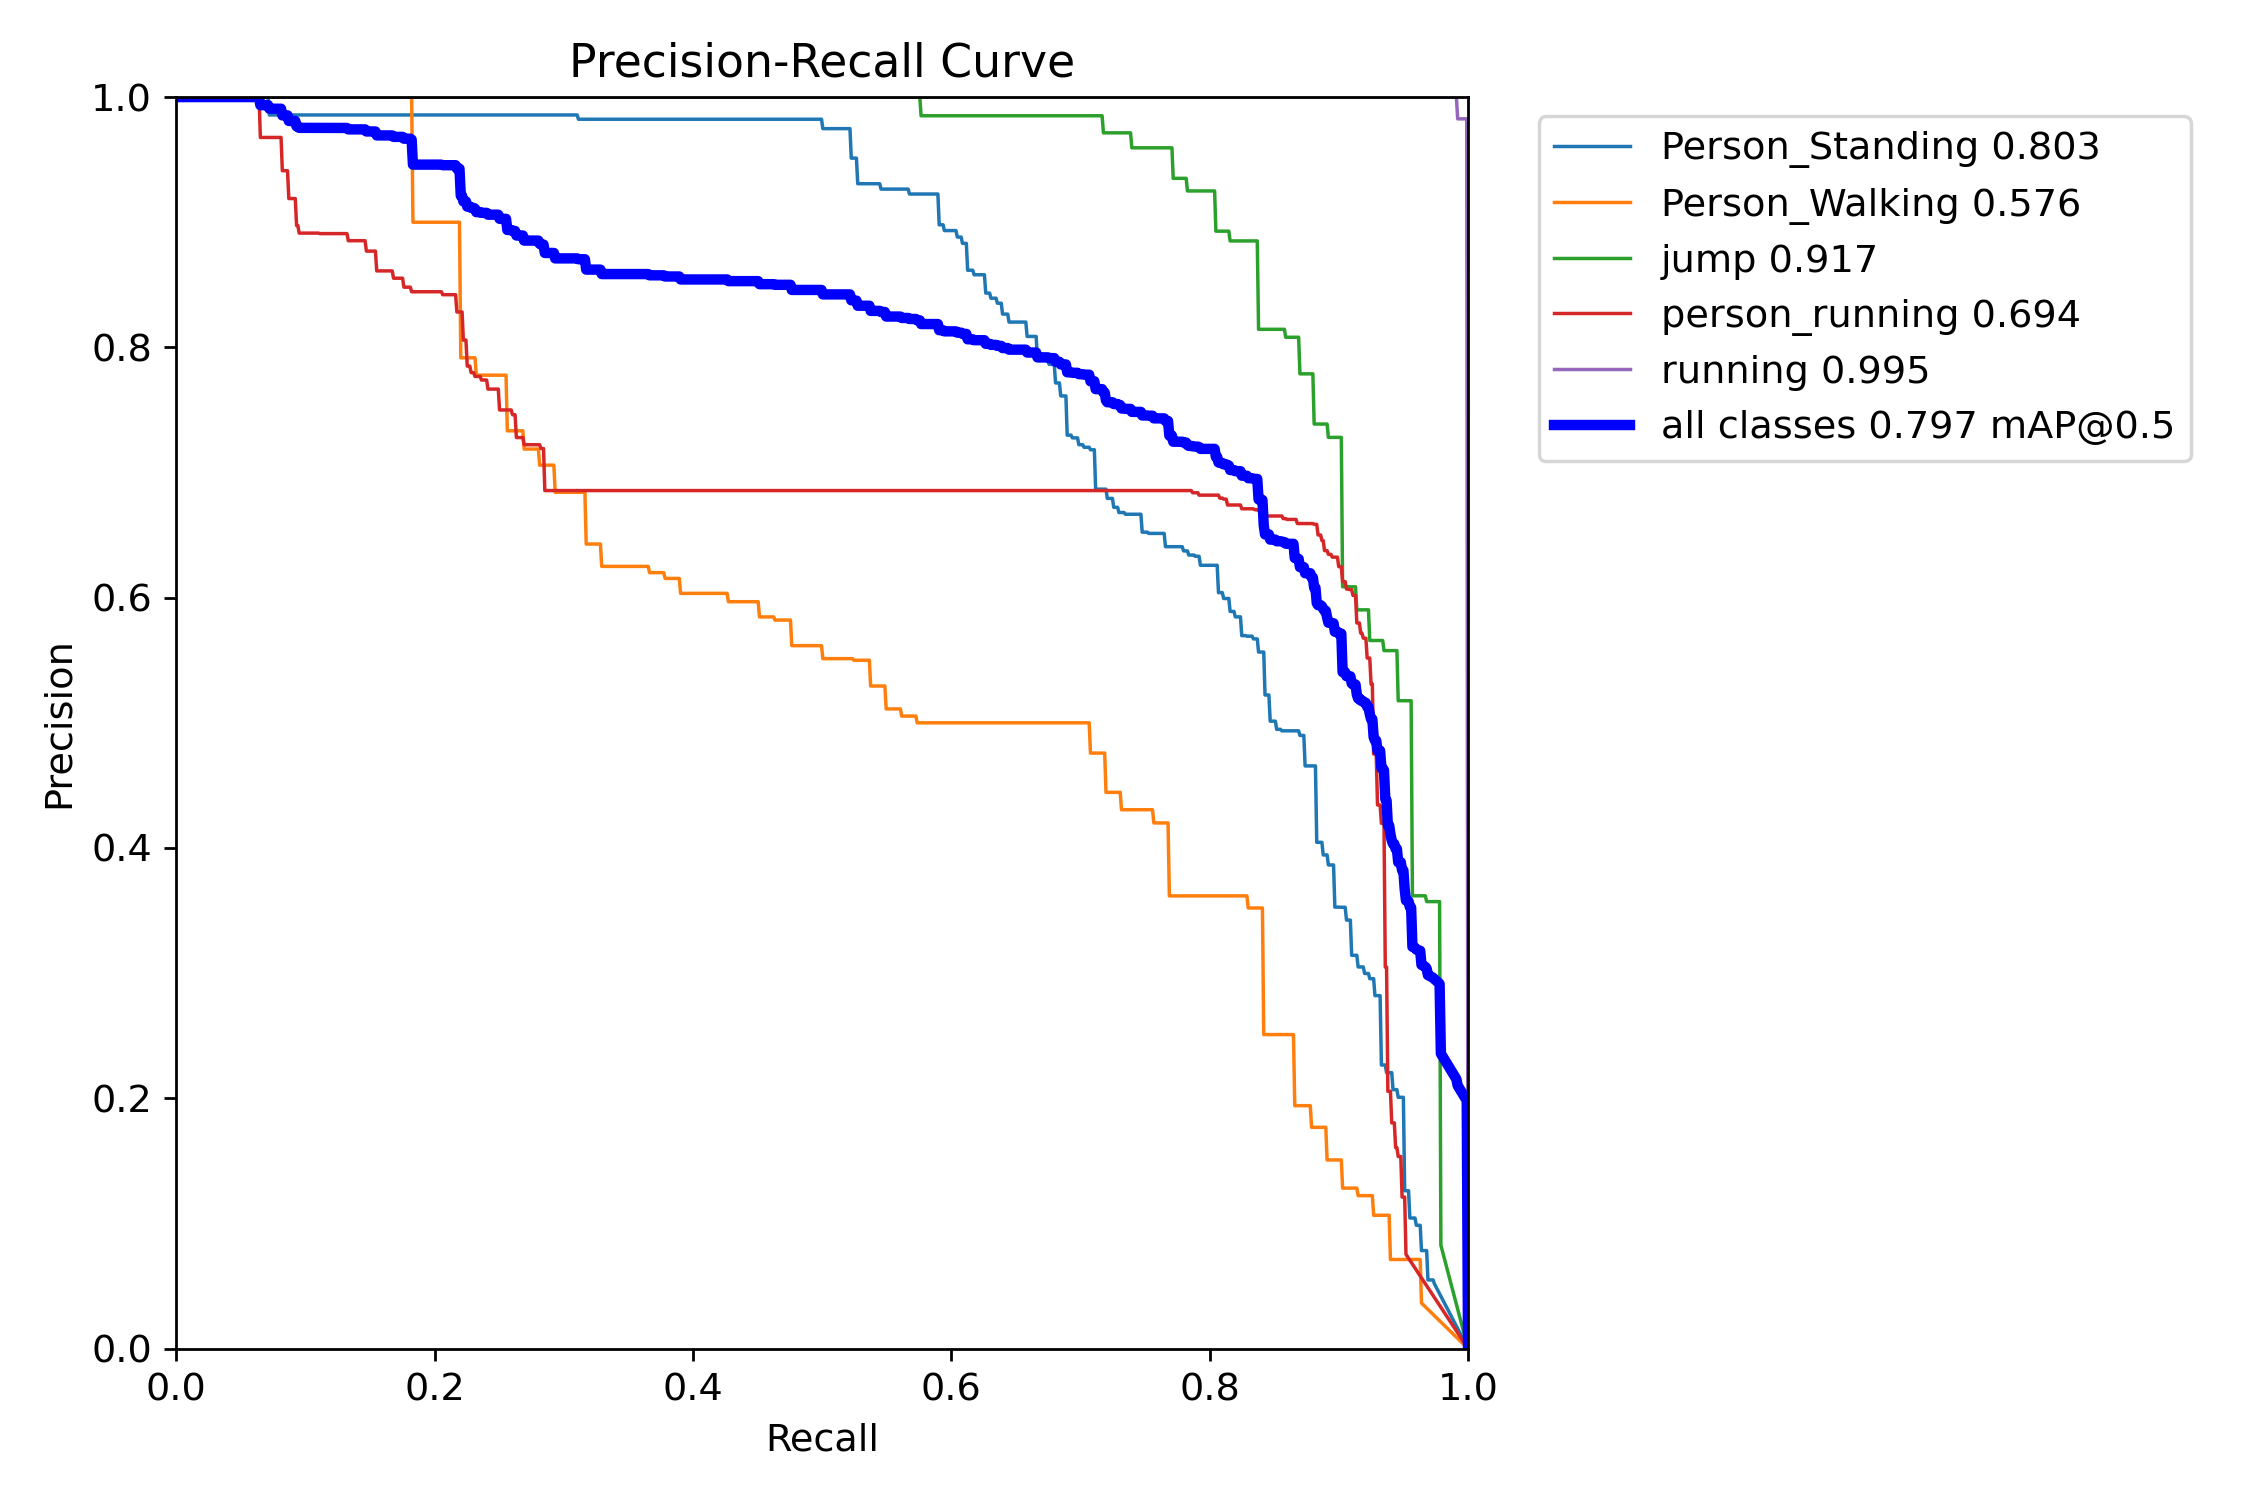 Precision-Recall Curve
1.0
0.8
0.6
0.4
0.2
0.0
Precision
0.0 0.2 0.4 0.6 0.8 1.0
Recall
Person_Standing 0.803
Person_Walking 0.576
jump 0.917
person_running 0.694
running 0.995
all classes 0.797 mAP@0.5